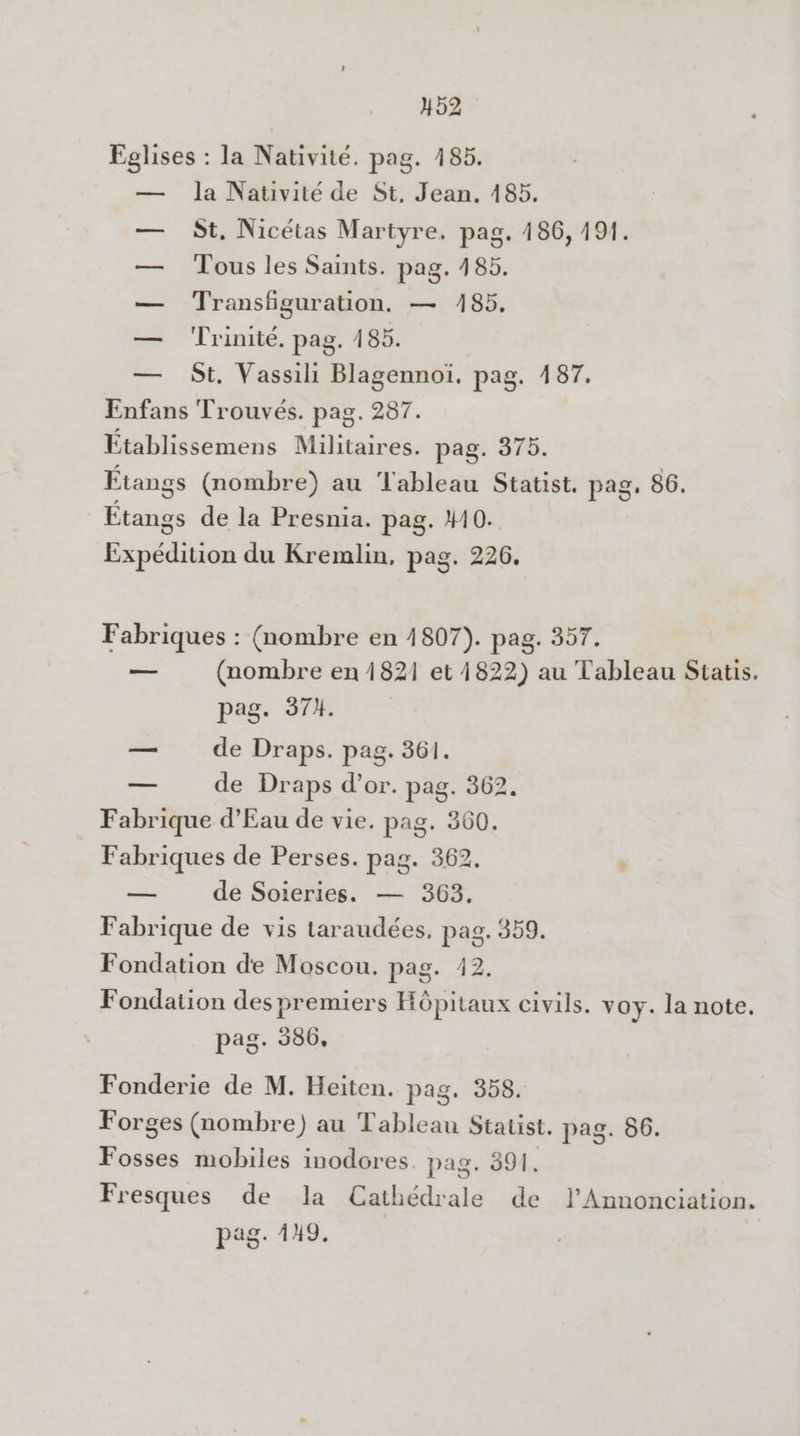 452
Eglises : la Nativité. pag. 185.
— la Nativité de St. Jean. 185.
— St. Nicétas Martyre. pag. 186, 191.
— Tous les Saints. pag. 185.
— Transfiguration. — 185.
— Trinité. pag. 185.
— St. Vassili Blagennoi. pag. 187.
Enfans Trouvés. pag. 287.
Établissemens Militaires. pag. 375.
Étangs (nombre) au Tableau Statist. pag. 86.
Étangs de la Presnia. pag. 410.
Expédition du Kremlin. pag. 226.
Fabriques : (nombre en 1807). pag. 357.
— (nombre en 1821 et 1822) au Tableau Statis.
pag. 374.
— de Draps. pag. 361.
— de Draps d'or. pag. 362.
Fabrique d'Eau de vie. pag. 360.
Fabriques de Perses. pag. 362.
— de Soieries. — 363.
Fabrique de vis taraudées. pag. 359.
Fondation de Moscou. pag. 12.
Fondation des premiers Hôpitaux civils. voy. la note.
pag. 386.
Fonderie de M. Heiten. pag. 358.
Forges (nombre) au Tableau Statist. pag. 86.
Fosses mobiles inodores. pag. 391.
Fresques de la Cathédrale de l'Annonciation.
pag. 149.